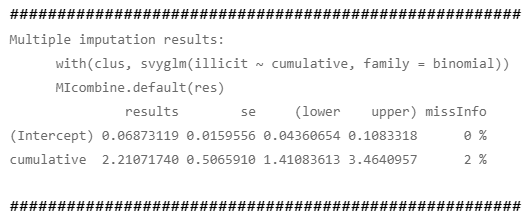 ######################################################
Multiple imputation results:
with(clus, svyglm(illicit ~ cumulative, family = binomial))
MIcombine.default(res)
results se (lower upper) missInfo
(Intercept) 0.06873119 0.0159556 0.04360654 0.1083318 0 %
cumulative 2.21071740 0.5065910 1.41083613 3.4640957 2 %
######################################################